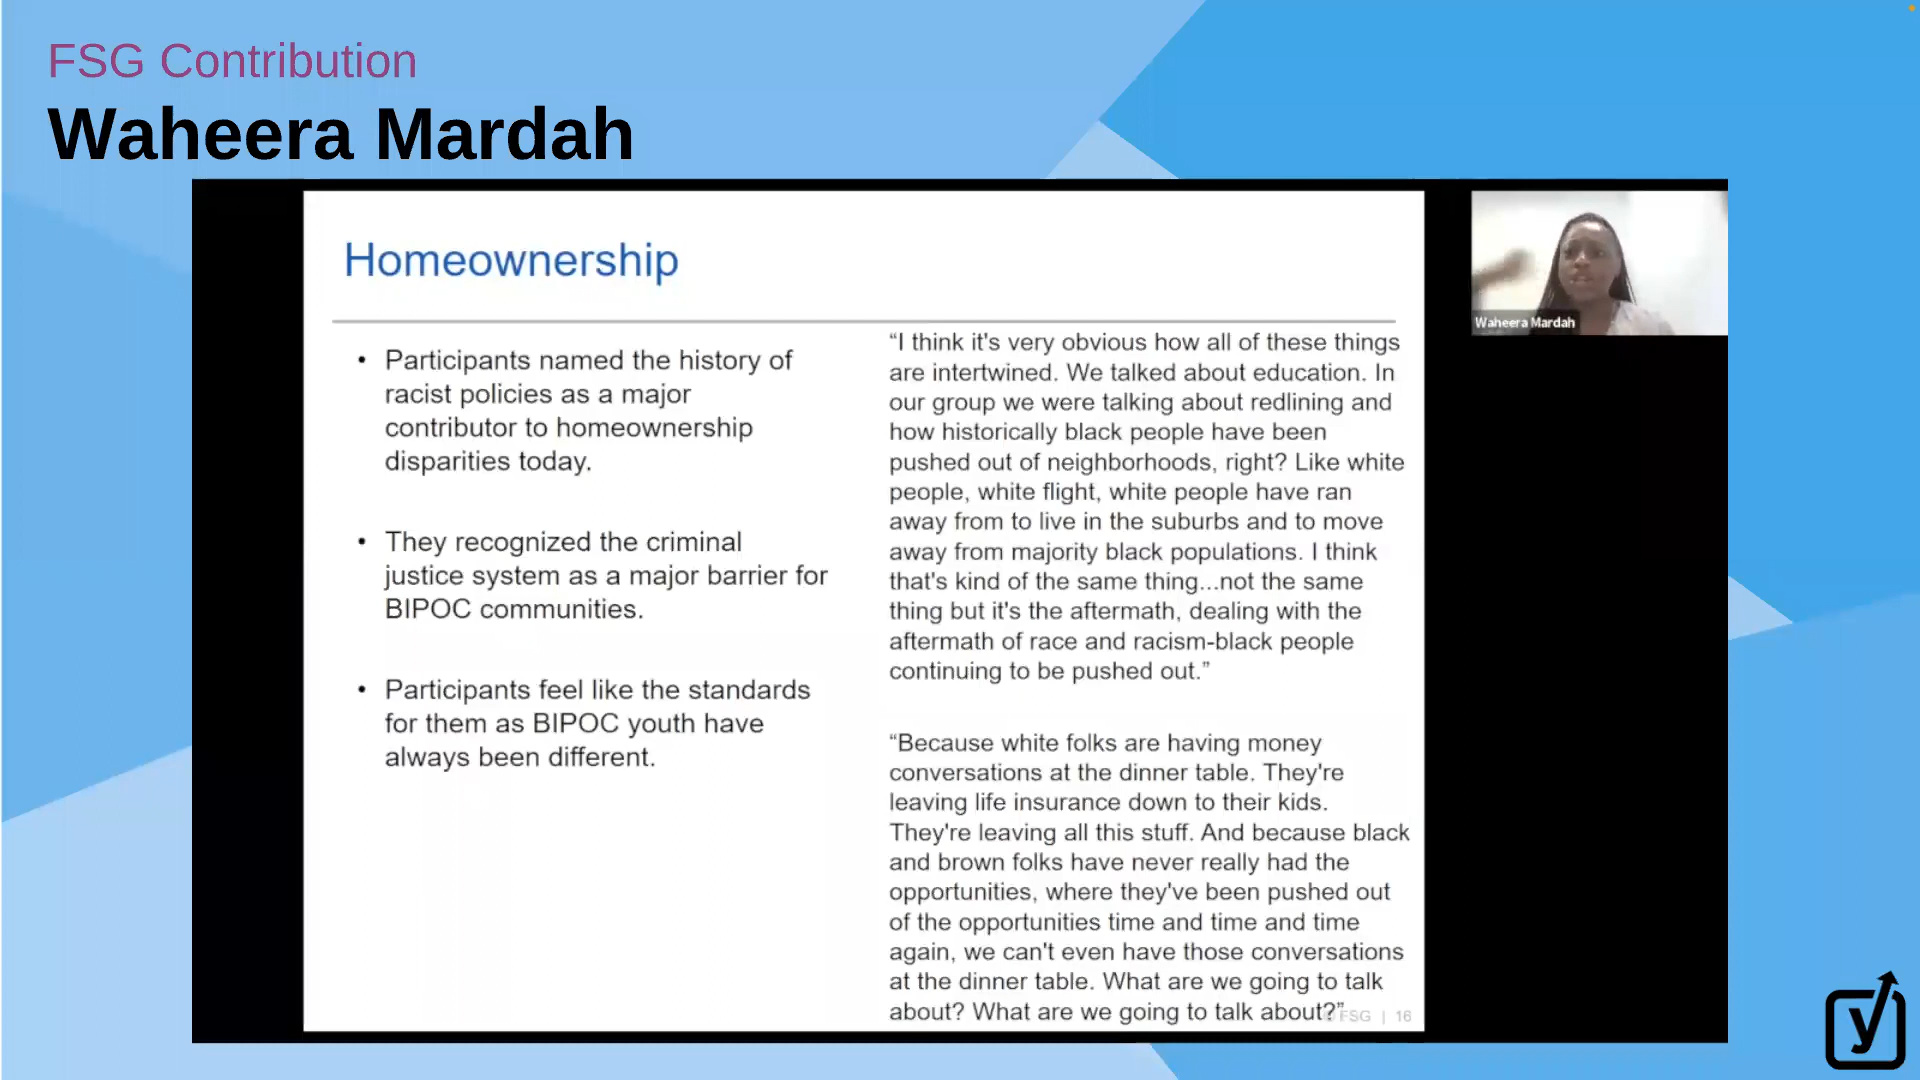 FSG Contribution
Waheera Mardah
Homeownership
• Participants named the history of
racist policies as a major
contributor to homeownership
disparities today.
• They recognized the criminal
justice system as a major barrier for
BIPOC communities.
• Participants feel like the standards
for them as BIPOC youth have
always been different.
“I think it's very obvious how all of these things
are intertwined. We talked about education. In
our group we were talking about redlining and
how historically black people have been
pushed out of neighborhoods, right? Like white
people, white flight, white people have ran
away from to live in the suburbs and to move
away from majority black populations. I think
that's kind of the same thing...not the same
thing but it's the aftermath, dealing with the
aftermath of race and racism-black people
continuing to be pushed out.”
“Because white folks are having money
conversations at the dinner table. They're
leaving life insurance down to their kids.
They're leaving all this stuff. And because black
and brown folks have never really had the
opportunities, where they've been pushed out
of the opportunities time and time and time
again, we can't even have those conversations
at the dinner table. What are we going to talk
about? What are we going to talk about?”
FSG | 16
Waheera Mardah
y